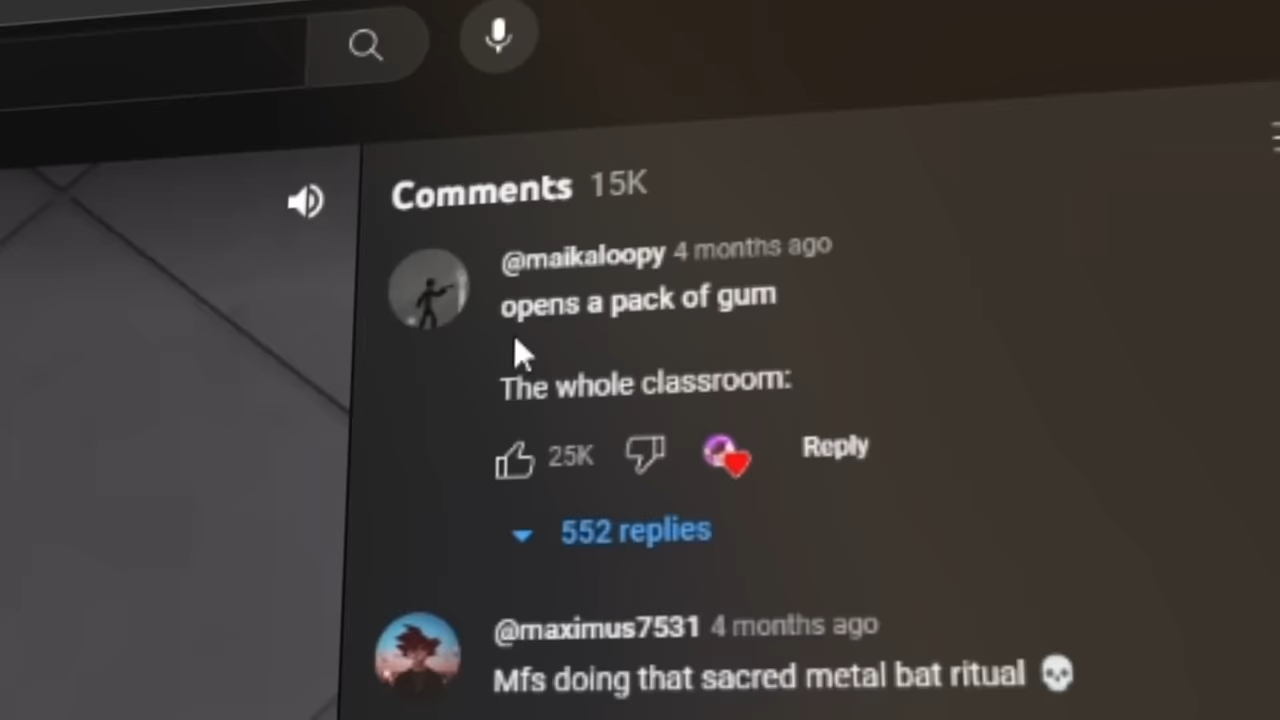 Comments 15K
@maikaloopy 4 months ago
opens a pack of gum
The whole classroom:
25K Reply
552 replies
@maximus7531 4 months ago
Mfs doing that sacred metal bat ritual 💀